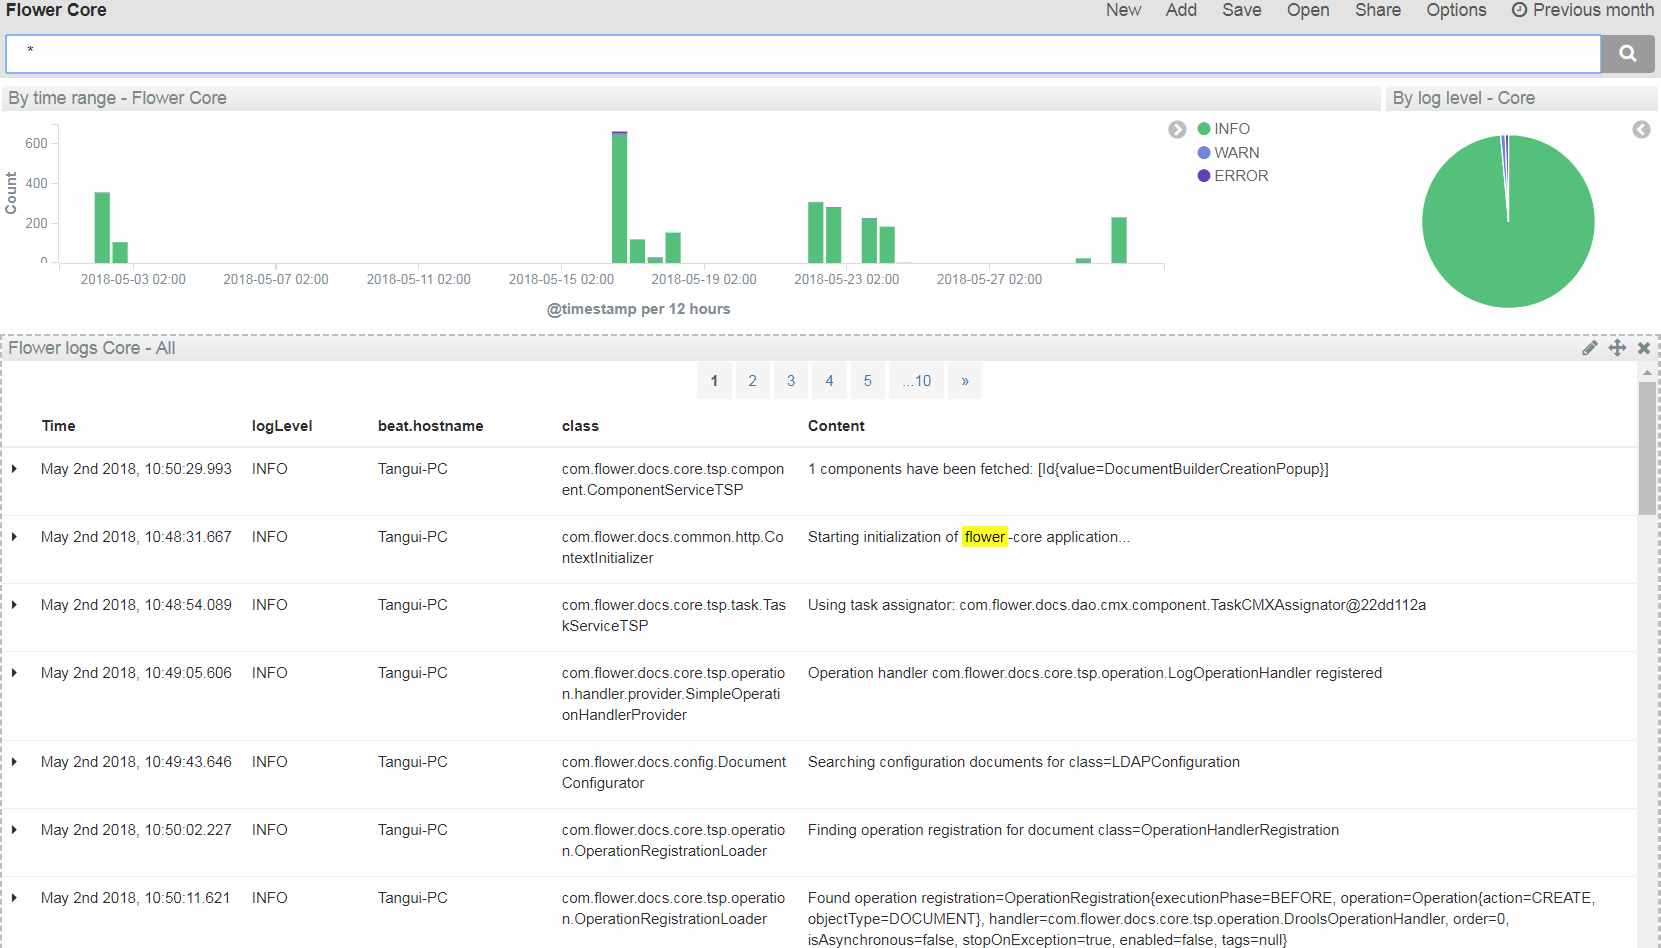 Flower Core
New Add Save Open Share Options Previous month
*
By time range - Flower Core
600
400
200
0
Count
2018-05-03 02:00 2018-05-07 02:00 2018-05-11 02:00 2018-05-15 02:00 2018-05-19 02:00 2018-05-23 02:00 2018-05-27 02:00
@timestamp per 12 hours
INFO
WARN
ERROR
By log level - Core
Flower logs Core - All
1 2 3 4 5 ...10 »
Time logLevel beat.hostname class Content
May 2nd 2018, 10:50:29.993 INFO Tangui-PC com.flower.docs.core.tsp.compon 1 components have been fetched: [Id{value=DocumentBuilderCreationPopup}]
ent.ComponentServiceTSP
May 2nd 2018, 10:48:31.667 INFO Tangui-PC com.flower.docs.common.http.Co Starting initialization of flower-core application...
ntextInitializer
May 2nd 2018, 10:48:54.089 INFO Tangui-PC com.flower.docs.core.tsp.task.Tas Using task assignator: com.flower.docs.dao.cmx.component.TaskCMXAssignator@22dd112a
kServiceTSP
May 2nd 2018, 10:49:05.606 INFO Tangui-PC com.flower.docs.core.tsp.operatio Operation handler com.flower.docs.core.tsp.operation.LogOperationHandler registered
n.handler.provider.SimpleOperati
onHandlerProvider
May 2nd 2018, 10:49:43.646 INFO Tangui-PC com.flower.docs.config.Document Searching configuration documents for class=LDAPConfiguration
Configurator
May 2nd 2018, 10:50:02.227 INFO Tangui-PC com.flower.docs.core.tsp.operatio Finding operation registration for document class=OperationHandlerRegistration
n.OperationRegistrationLoader
May 2nd 2018, 10:50:11.621 INFO Tangui-PC com.flower.docs.core.tsp.operatio Found operation registration=OperationRegistration{executionPhase=BEFORE, operation=Operation{action=CREATE,
n.OperationRegistrationLoader objectType=DOCUMENT}, handler=com.flower.docs.core.tsp.operation.DroolsOperationHandler, order=0,
isAsynchronous=false, stopOnException=true, enabled=false, tags=null}